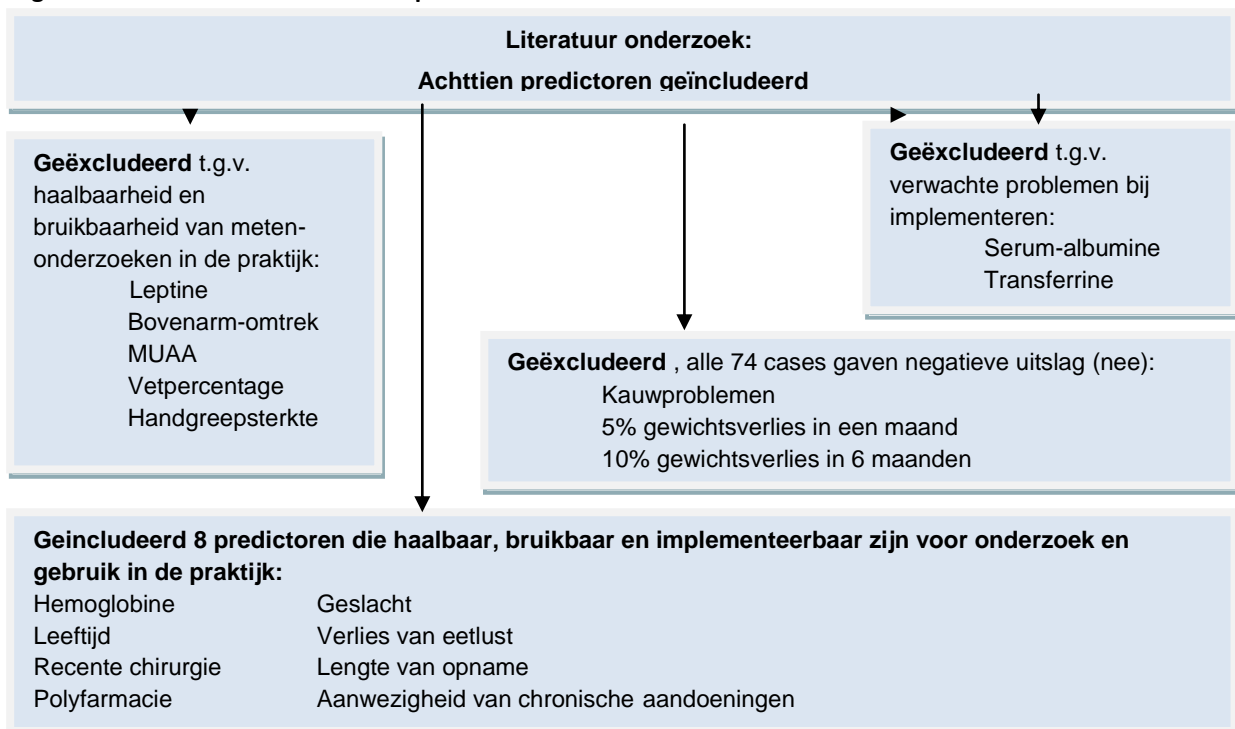 Literatuur onderzoek:
Achttien predictoren geïncludeerd
Geëxcludeerd t.g.v.
haalbaarheid en
bruikbaarheid van meten-
onderzoeken in de praktijk:
Leptine
Bovenarm-omtrek
MUAA
Vetpercentage
Handgreepsterkte
Geëxcludeerd t.g.v.
verwachte problemen bij
implementeren:
Serum-albumine
Transferrine
Geëxcludeerd , alle 74 cases gaven negatieve uitslag (nee):
Kauwproblemen
5% gewichtsverlies in een maand
10% gewichtsverlies in 6 maanden
Geincludeerd 8 predictoren die haalbaar, bruikbaar en implementeerbaar zijn voor onderzoek en
gebruik in de praktijk:
Hemoglobine Geslacht
Leeftijd Verlies van eetlust
Recente chirurgie Lengte van opname
Polyfarmacie Aanwezigheid van chronische aandoeningen